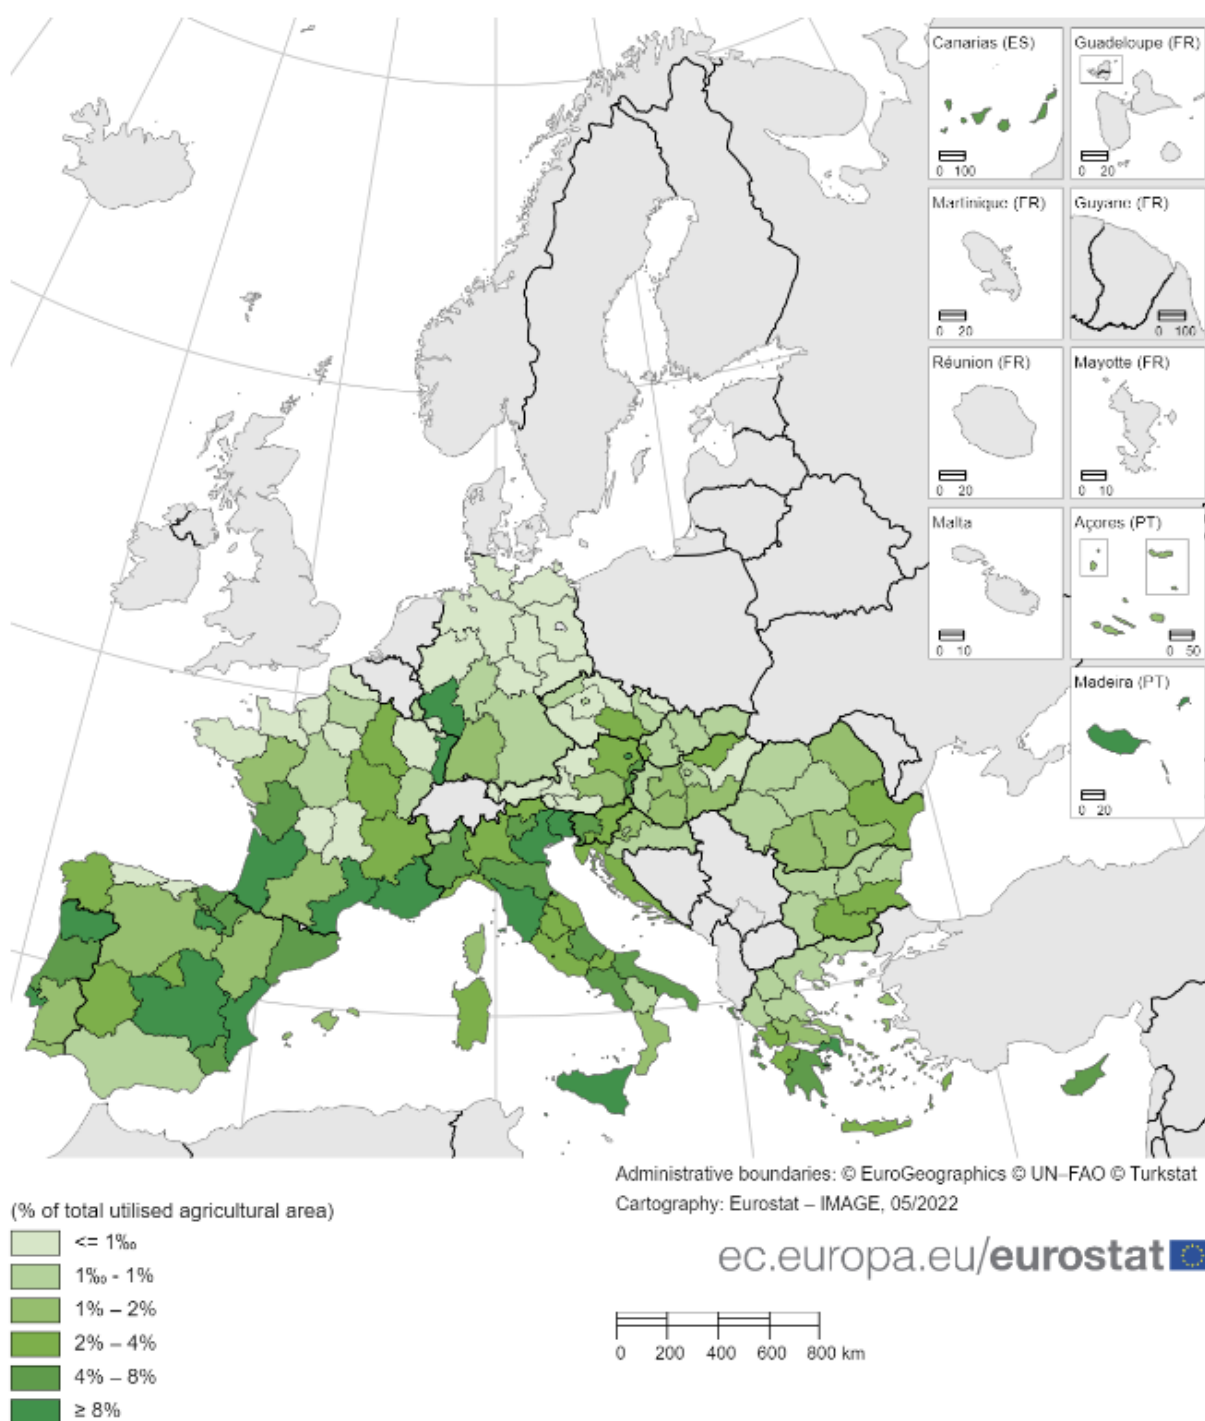 Canarias (ES)
0 100
Guadeloupe (FR)
0 20
Martinique (FR)
0 20
Guyane (FR)
0 100
Réunion (FR)
0 20
Mayotte (FR)
0 10
Malta
0 10
Açores (PT)
0 50
Madeira (PT)
0 20
Administrative boundaries: © EuroGeographics © UN–FAO © Turkstat
Cartography: Eurostat – IMAGE, 05/2022
(% of total utilised agricultural area)
<= 1‰
1‰ - 1%
1% – 2%
2% – 4%
4% – 8%
≥ 8%
ec.europa.eu/eurostat
0 200 400 600 800 km